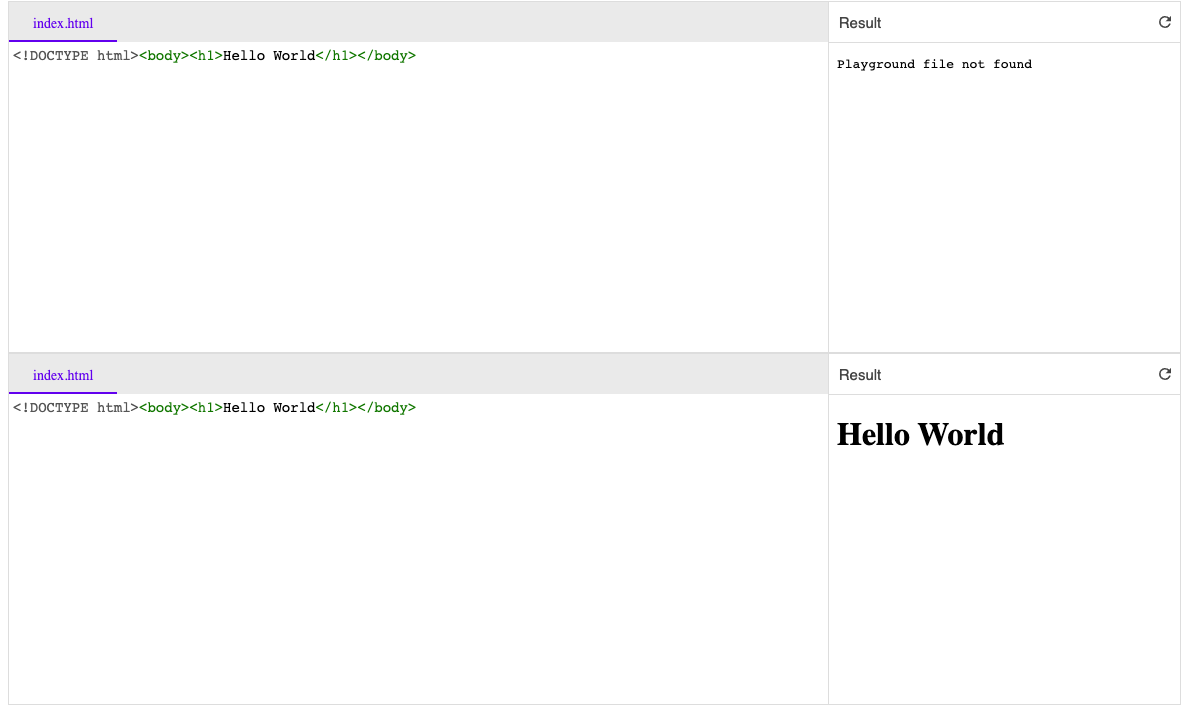 index.html
Result
<!DOCTYPE html><body><h1>Hello World</h1></body>
Playground file not found
index.html
Result
<!DOCTYPE html><body><h1>Hello World</h1></body>
Hello World